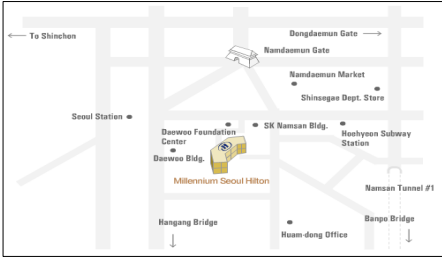 To Shinchon
Dongdaemun Gate
Namdaemun Gate
Namdaemun Market
Shinsegae Dept. Store
Seoul Station
Daewoo Foundation
Center
SK Namsan Bldg.
Hoehyeon Subway
Station
Daewoo Bldg.
Millennium Seoul Hilton
Namsan Tunnel #1
Hangang Bridge
Huam-dong Office
Banpo Bridge